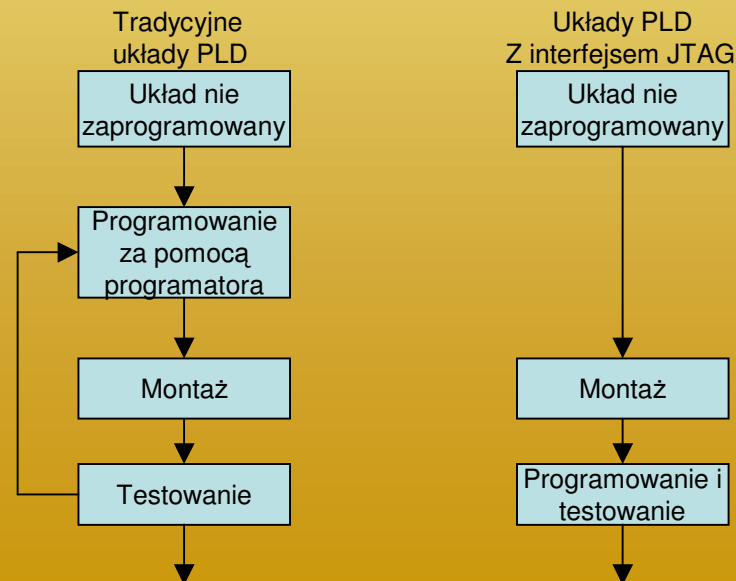 Tradycyjne
układy PLD
Układ nie
zaprogramowany
Programowanie
za pomocą
programatora
Montaż
Testowanie
Układy PLD
Z interfejsem JTAG
Układ nie
zaprogramowany
Montaż
Programowanie i
testowanie